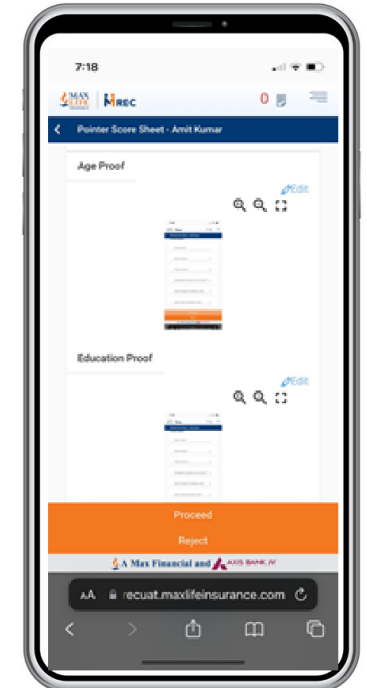 7:18
MAX LIFE INSURANCE | MREC 0
Pointer Score Sheet - Amit Kumar
Age Proof
Edit
Education Proof
Edit
Proceed
Reject
A Max Financial and AXIS BANK JV
AA recuat.maxlifeinsurance.com